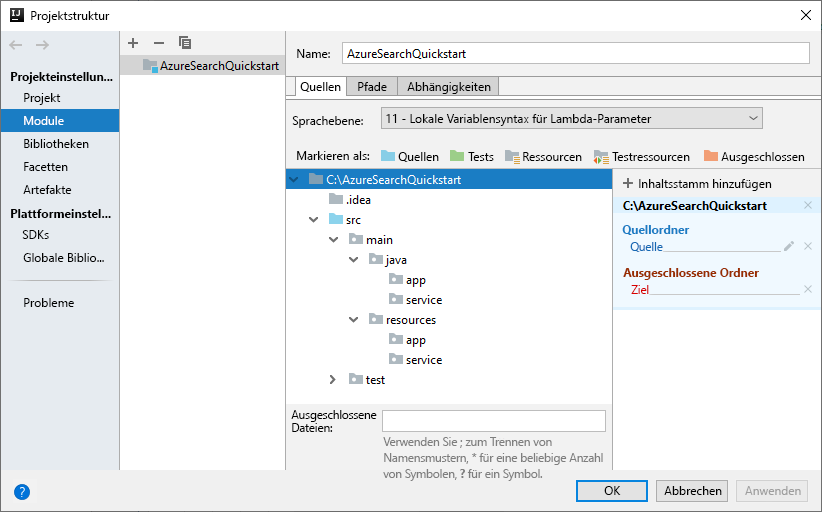 Projektstruktur
Projekteinstellun...
Projekt
Module
Bibliotheken
Facetten
Artefakte
Plattformeinstel...
SDKs
Globale Biblio...
Probleme
AzureSearchQuickstart
Name: AzureSearchQuickstart
Quellen Pfade Abhängigkeiten
Sprachebene: 11 - Lokale Variablensyntax für Lambda-Parameter
Markieren als: Quellen Tests Ressourcen Testressourcen Ausgeschlossen
C:\AzureSearchQuickstart
.idea
src
main
java
app
service
resources
app
service
test
Inhaltsstamm hinzufügen
C:\AzureSearchQuickstart
Quellordner
Quelle
Ausgeschlossene Ordner
Ziel
Ausgeschlossene
Dateien:
Verwenden Sie ; zum Trennen von
Namensmustern, * für eine beliebige Anzahl
von Symbolen, ? für ein Symbol.
? OK Abbrechen Anwenden